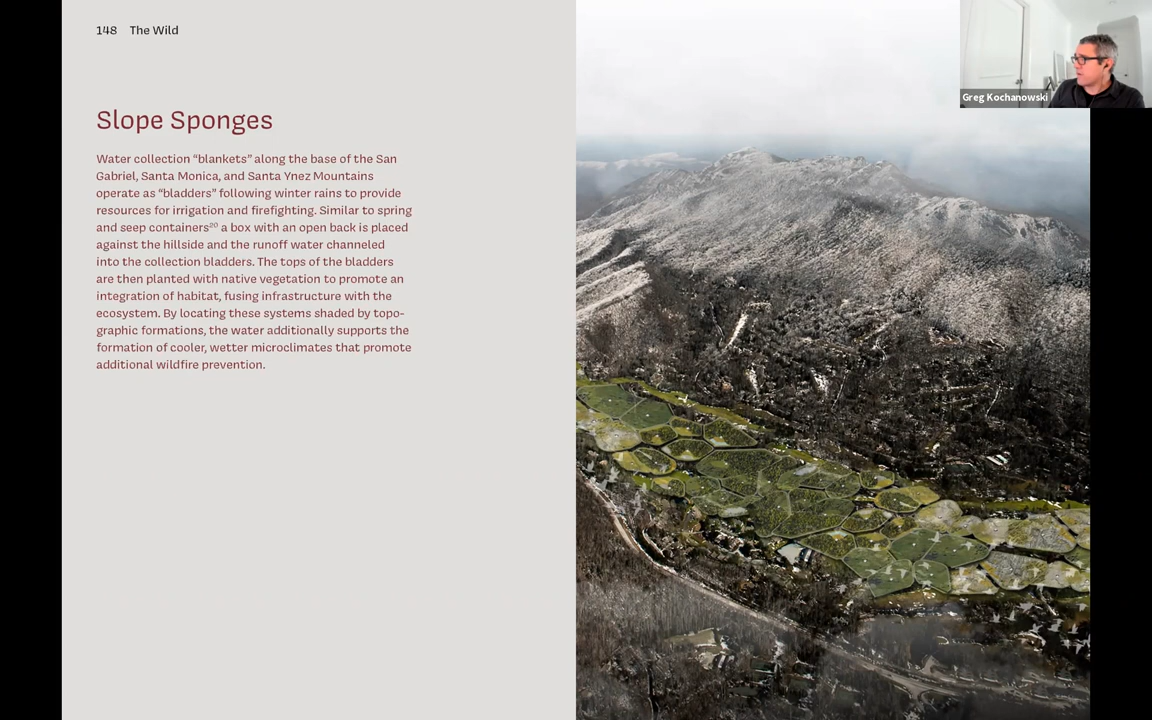 148 The Wild
Greg Kochanowski
Slope Sponges
Water collection “blankets” along the base of the San
Gabriel, Santa Monica, and Santa Ynez Mountains
operate as “bladders” following winter rains to provide
resources for irrigation and firefighting. Similar to spring
and seep containers²⁰ a box with an open back is placed
against the hillside and the runoff water channeled
into the collection bladders. The tops of the bladders
are then planted with native vegetation to promote an
integration of habitat, fusing infrastructure with the
ecosystem. By locating these systems shaded by topo-
graphic formations, the water additionally supports the
formation of cooler, wetter microclimates that promote
additional wildfire prevention.